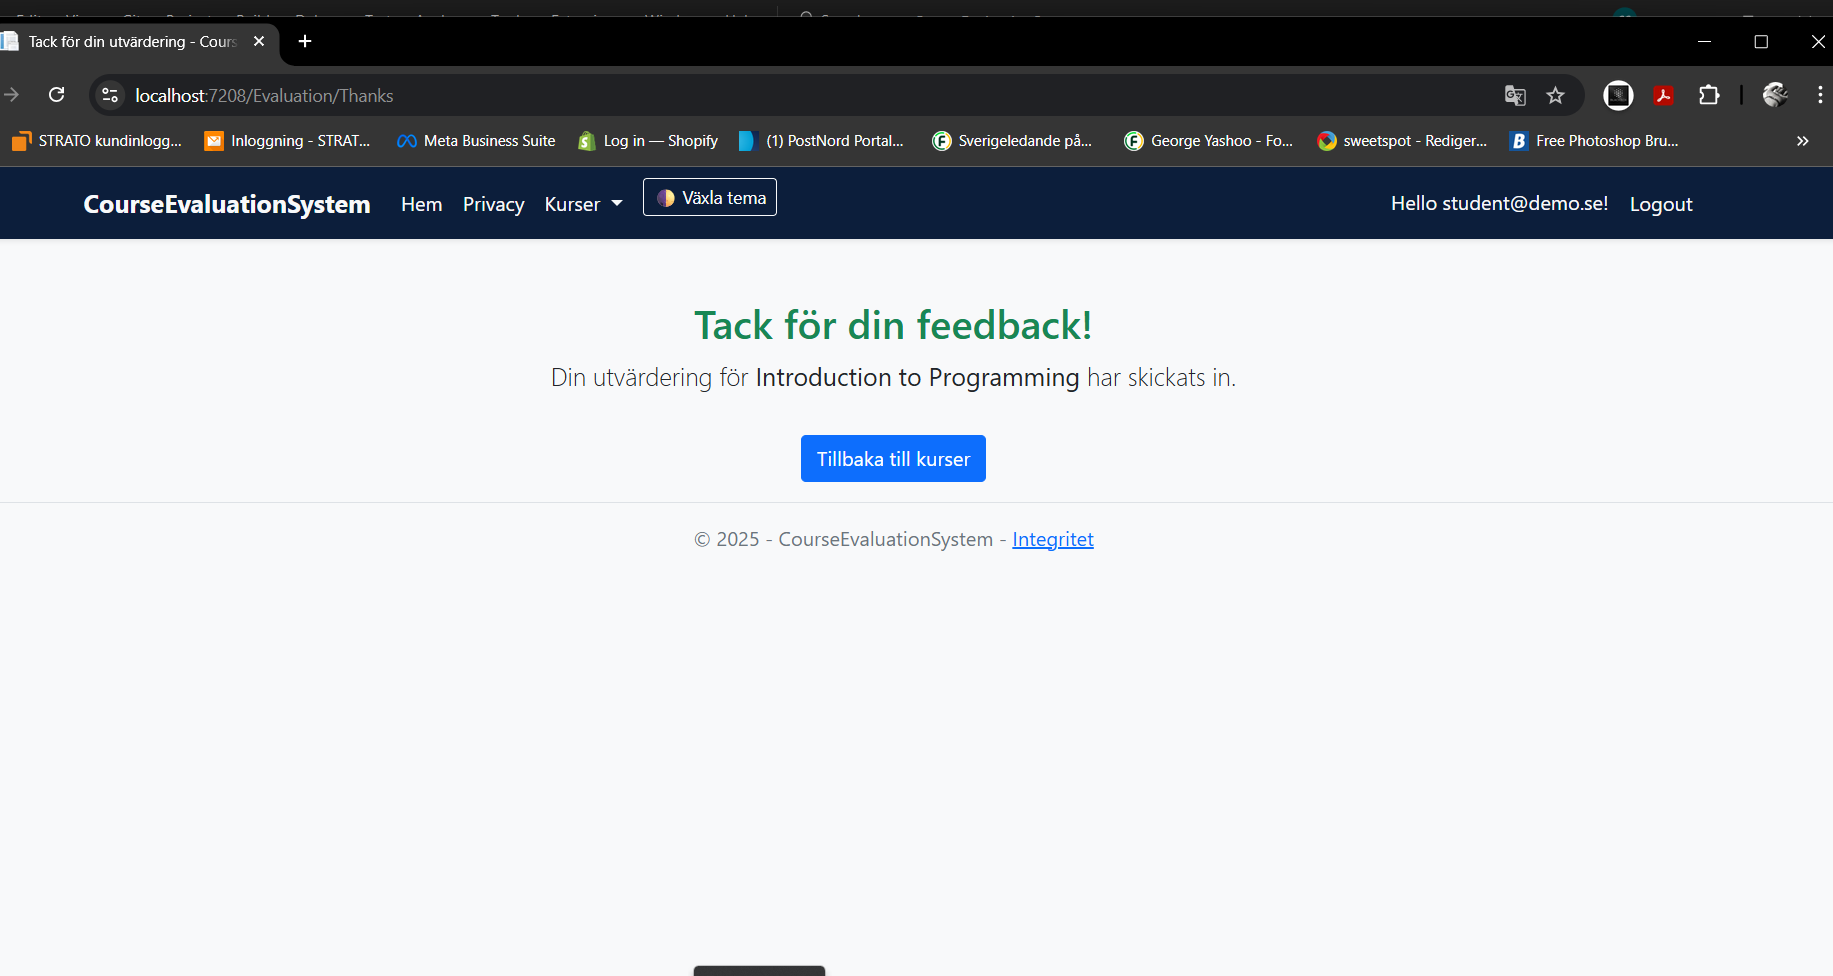 Tack för din utvärdering - Cours
localhost:7208/Evaluation/Thanks
STRATO kundinlogg... Inloggning - STRAT... Meta Business Suite Log in — Shopify (1) PostNord Portal... Sverigeledande på... George Yashoo - Fo... sweetspot - Rediger... Free Photoshop Bru...
CourseEvaluationSystem Hem Privacy Kurser Växla tema Hello student@demo.se! Logout
Tack för din feedback!
Din utvärdering för Introduction to Programming har skickats in.
Tillbaka till kurser
© 2025 - CourseEvaluationSystem - Integritet